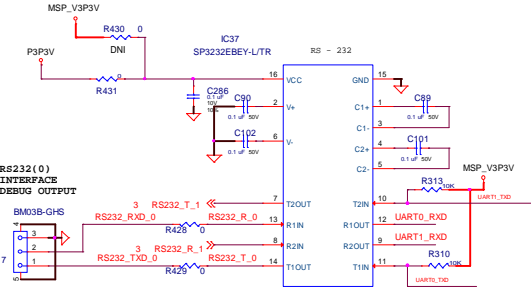 MSP_V3P3V
R430 0
DNI
P3P3V
R431 0
IC37
SP3232EBEY-L/TR
RS - 232
C286
0.1 uF
10V
C90
0.1 uF 50V
C102
0.1 uF 50V
16 VCC
2 V+
6 V-
7 T2OUT
13 R1IN
8 R2IN
14 T1OUT
GND 15
C1+ 1
C1- 3
C2+ 4
C2- 5
T2IN 10
R1OUT 12
R2OUT 9
T1IN 11
C89
0.1 uF 50V
C101
0.1 uF 50V
MSP_V3P3V
R313
10K
UART1_TXD
UART0_RXD
UART1_RXD
R310
10K
UART0_TXD
RS232(0)
INTERFACE
DEBUG OUTPUT
BM03B-GHS
4
3
2
1
5
7
3 RS232_T_1
RS232_RXD_0
RS232_R_0
R428 0
3 RS232_R_1
RS232_TXD_0
RS232_T_0
R429 0